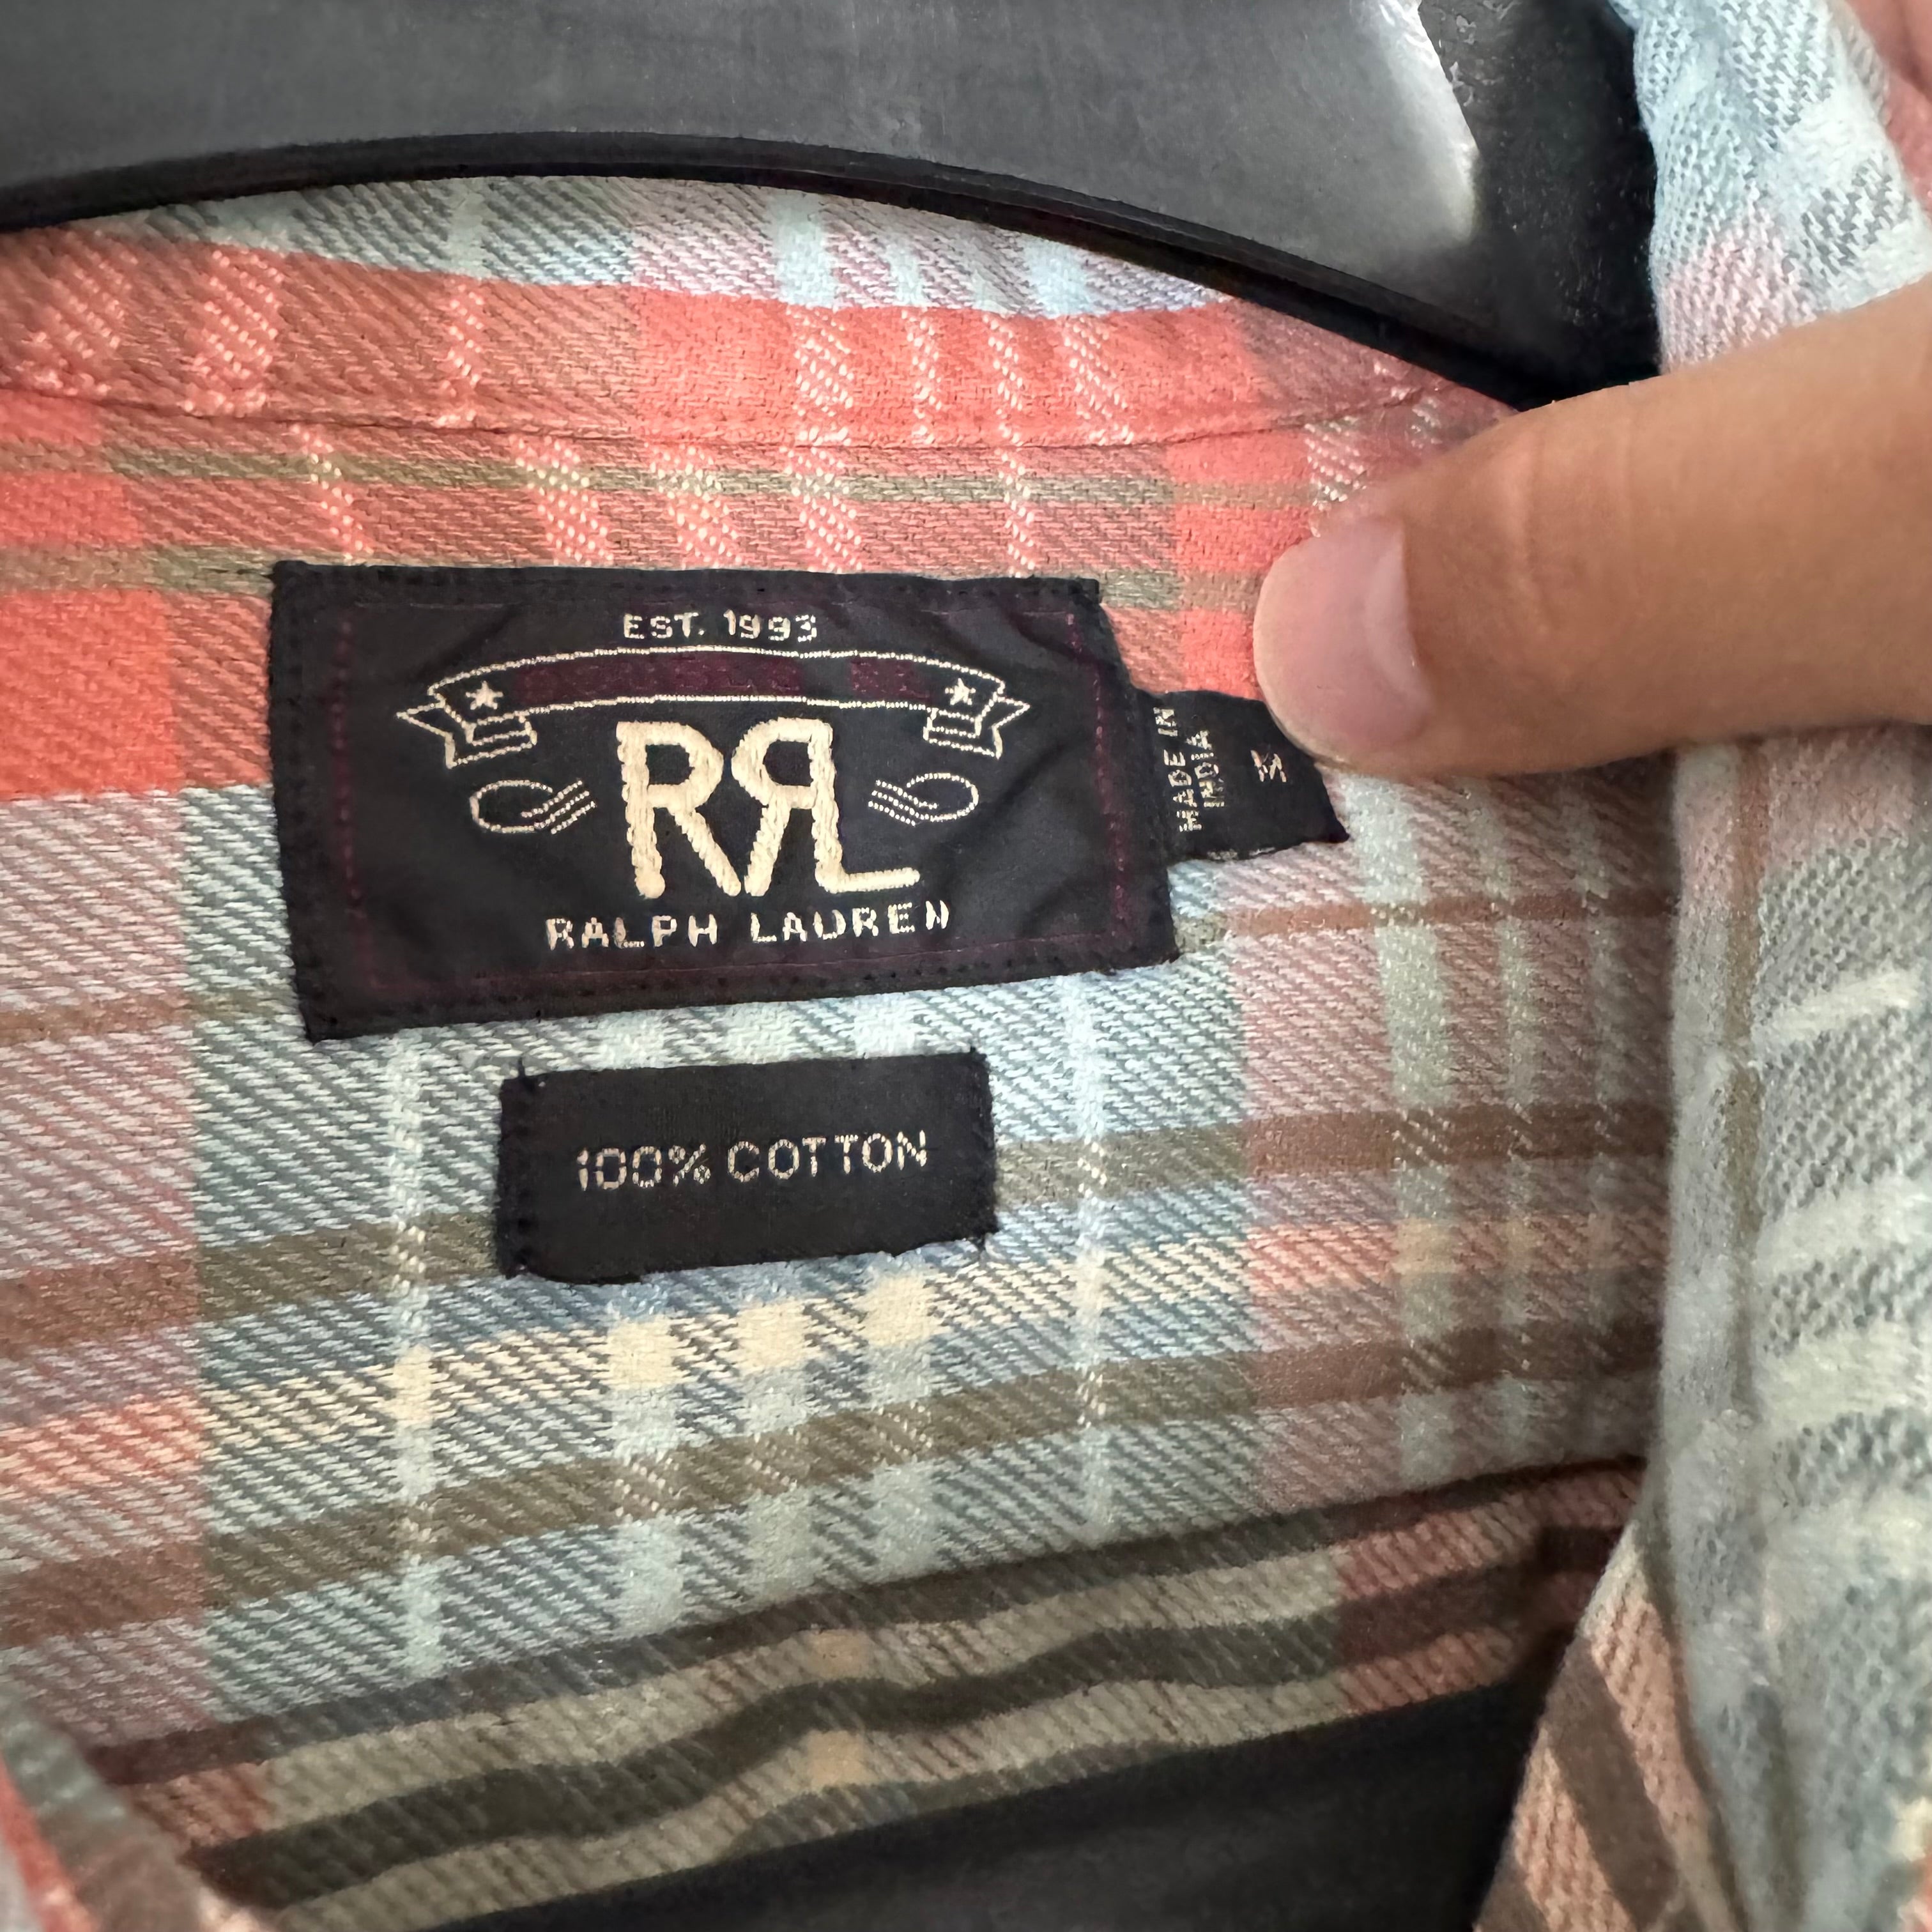 EST. 1993
RRL
RALPH LAUREN
MADE IN
INDIA
M
100% COTTON